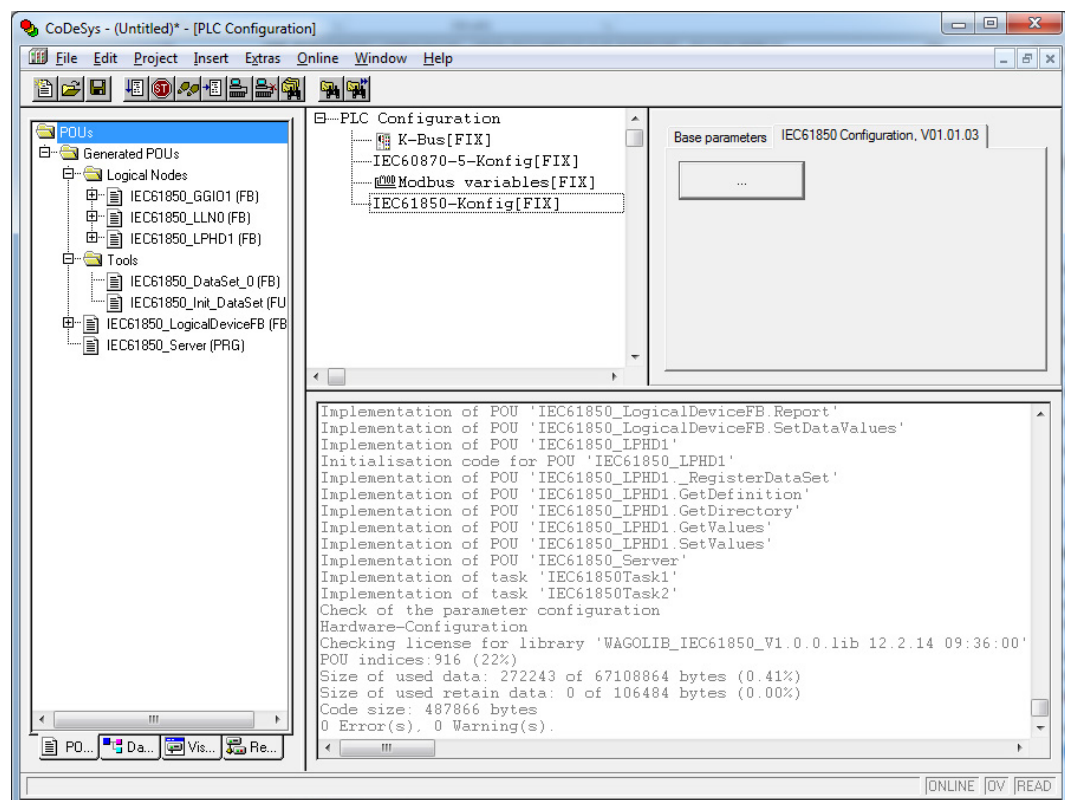 CoDeSys - (Untitled)* - [PLC Configuration]
File Edit Project Insert Extras Online Window Help
POUs
Generated POUs
Logical Nodes
IEC61850_GGIO1 (FB)
IEC61850_LLN0 (FB)
IEC61850_LPHD1 (FB)
Tools
IEC61850_DataSet_0 (FB)
IEC61850_Init_DataSet (FU
IEC61850_LogicalDeviceFB (FB
IEC61850_Server (PRG)
PO... Da... Vis... Re...
PLC Configuration
K-Bus[FIX]
IEC60870-5-Konfig[FIX]
Modbus variables[FIX]
IEC61850-Konfig[FIX]
Base parameters IEC61850 Configuration, V01.01.03
...
Implementation of POU 'IEC61850_LogicalDeviceFB.Report'
Implementation of POU 'IEC61850_LogicalDeviceFB.SetDataValues'
Implementation of POU 'IEC61850_LPHD1'
Initialisation code for POU 'IEC61850_LPHD1'
Implementation of POU 'IEC61850_LPHD1._RegisterDataSet'
Implementation of POU 'IEC61850_LPHD1.GetDefinition'
Implementation of POU 'IEC61850_LPHD1.GetDirectory'
Implementation of POU 'IEC61850_LPHD1.GetValues'
Implementation of POU 'IEC61850_LPHD1.SetValues'
Implementation of POU 'IEC61850_Server'
Implementation of task 'IEC61850Task1'
Implementation of task 'IEC61850Task2'
Check of the parameter configuration
Hardware-Configuration
Checking license for library 'WAGOLIB_IEC61850_V1.0.0.lib 12.2.14 09:36:00'
POU indices:916 (22%)
Size of used data: 272243 of 67108864 bytes (0.41%)
Size of used retain data: 0 of 106484 bytes (0.00%)
Code size: 487866 bytes
0 Error(s), 0 Warning(s).
ONLINE OV READ